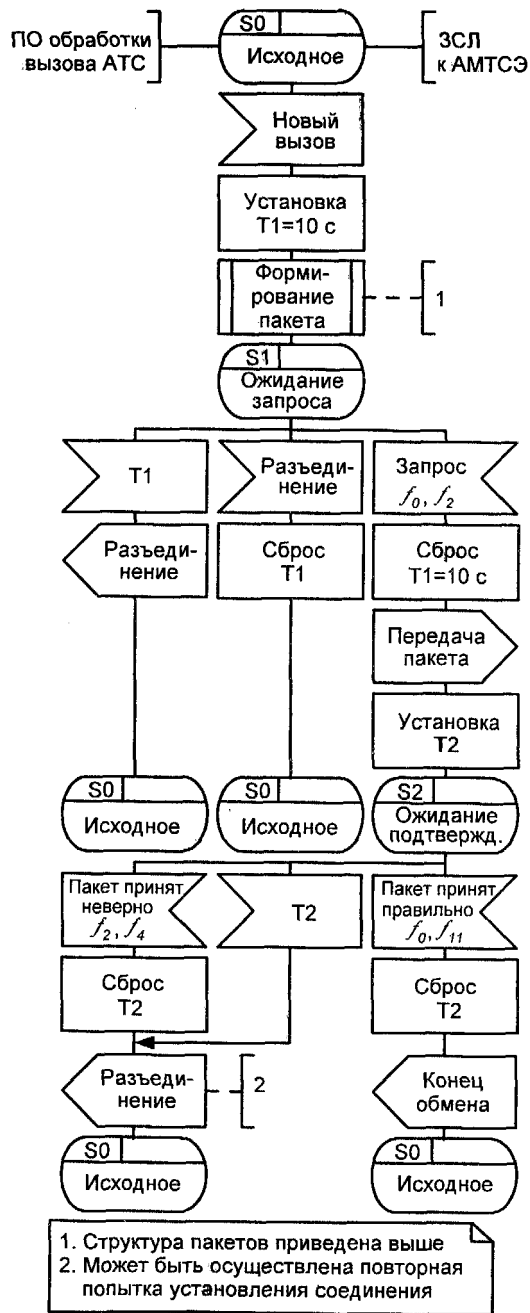 ПО обработки
вызова АТС
S0
Исходное
ЗСЛ
к АМТСЭ
Новый
вызов
Установка
T1=10 с
Форми-
рование
пакета
1
S1
Ожидание
запроса
T1
Разъеди-
нение
Запрос
f0, f2
Разъеди-
нение
Сброс
T1
Сброс
T1=10 с
Передача
пакета
Установка
T2
S0
Исходное
S0
Исходное
S2
Ожидание
подтвержд.
Пакет принят
неверно
f2, f4
T2
Пакет принят
правильно
f0, f11
Сброс
T2
Сброс
T2
Разъеди-
нение
2
Конец
обмена
S0
Исходное
S0
Исходное
1. Структура пакетов приведена выше
2. Может быть осуществлена повторная
попытка установления соединения